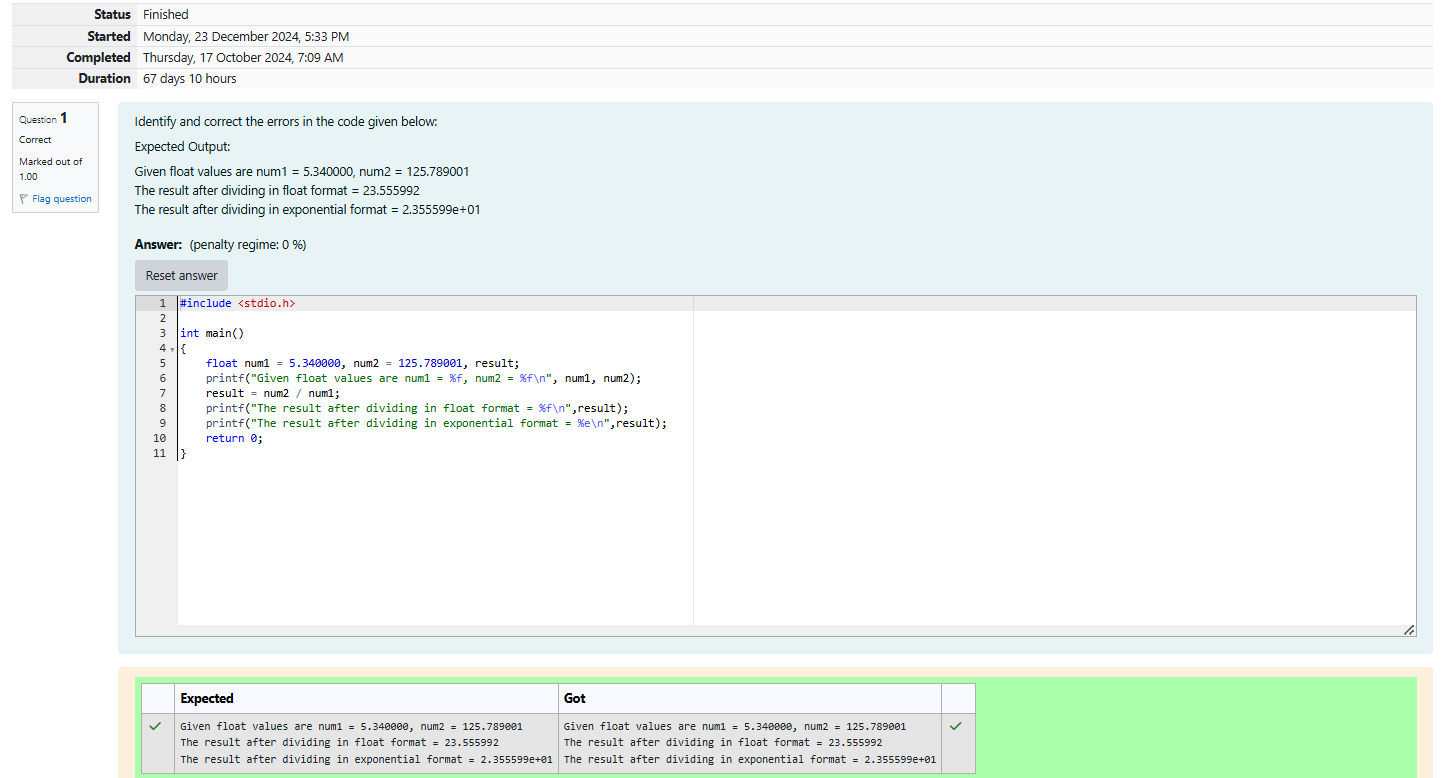 Status Finished
Started Monday, 23 December 2024, 5:33 PM
Completed Thursday, 17 October 2024, 7:09 AM
Duration 67 days 10 hours
Question 1
Correct
Marked out of
1.00
Flag question
Identify and correct the errors in the code given below:
Expected Output:
Given float values are num1 = 5.340000, num2 = 125.789001
The result after dividing in float format = 23.555992
The result after dividing in exponential format = 2.355599e+01
Answer: (penalty regime: 0 %)
Reset answer
1 #include <stdio.h>
2
3 int main()
4 {
5     float num1 = 5.340000, num2 = 125.789001, result;
6     printf("Given float values are num1 = %f, num2 = %f\n", num1, num2);
7     result = num2 / num1;
8     printf("The result after dividing in float format = %f\n",result);
9     printf("The result after dividing in exponential format = %e\n",result);
10     return 0;
11 }
Expected Got
Given float values are num1 = 5.340000, num2 = 125.789001 Given float values are num1 = 5.340000, num2 = 125.789001
The result after dividing in float format = 23.555992 The result after dividing in float format = 23.555992
The result after dividing in exponential format = 2.355599e+01 The result after dividing in exponential format = 2.355599e+01